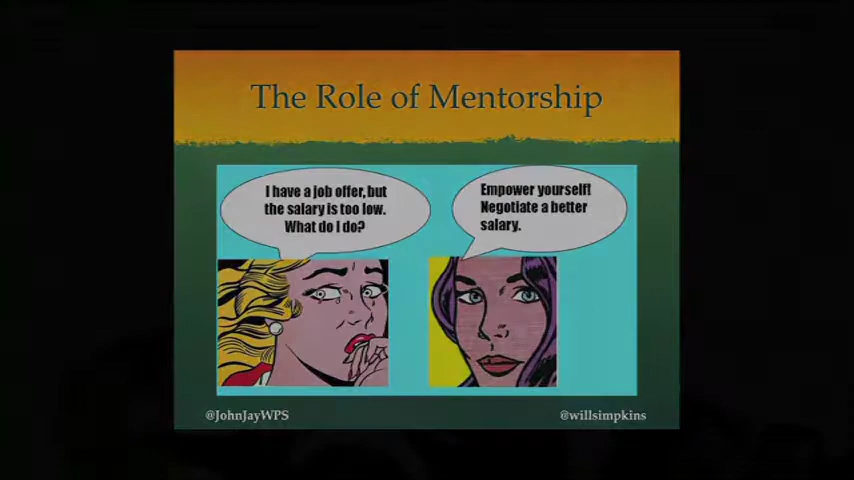 The Role of Mentorship
I have a job offer, but
the salary is too low.
What do I do?
Empower yourself!
Negotiate a better
salary.
@JohnJayWPS
@willsimpkins